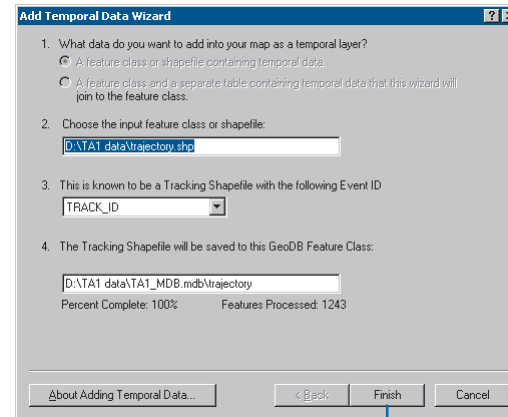 Add Temporal Data Wizard
1. What data do you want to add into your map as a temporal layer?
A feature class or shapefile containing temporal data.
A feature class and a separate table containing temporal data that this wizard will
join to the feature class.
2. Choose the input feature class or shapefile:
D:\TA1 data\trajectory.shp
3. This is known to be a Tracking Shapefile with the following Event ID
TRACK_ID
4. The Tracking Shapefile will be saved to this GeoDB Feature Class:
D:\TA1 data\TA1_MDB.mdb\trajectory
Percent Complete: 100% Features Processed: 1243
About Adding Temporal Data... < Back Finish Cancel